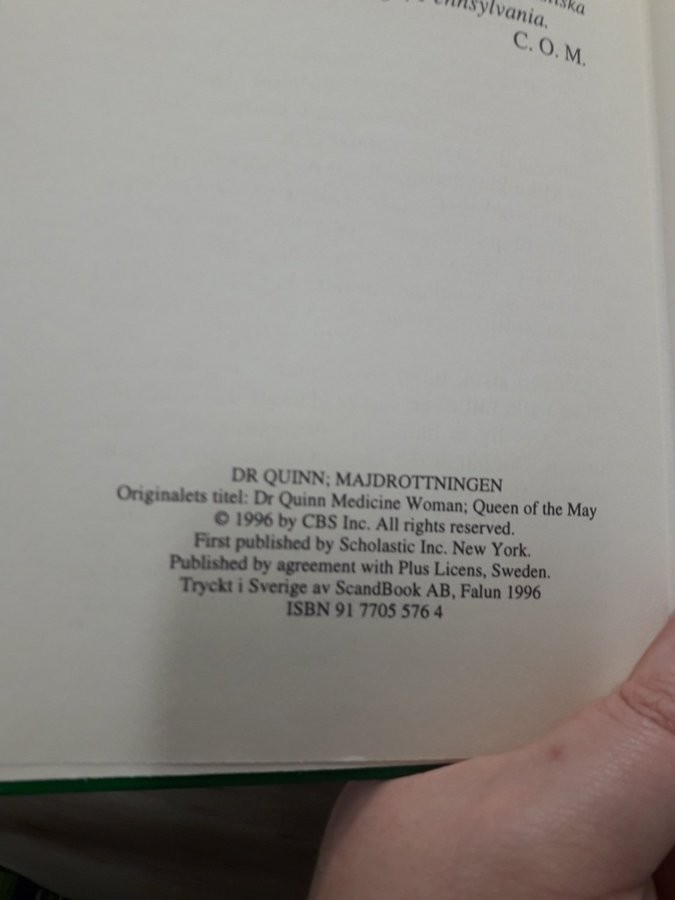 Pennsylvania.
C. O. M.
DR QUINN; MAJDROTTNINGEN
Originalets titel: Dr Quinn Medicine Woman; Queen of the May
© 1996 by CBS Inc. All rights reserved.
First published by Scholastic Inc. New York.
Published by agreement with Plus Licens, Sweden.
Tryckt i Sverige av ScandBook AB, Falun 1996
ISBN 91 7705 576 4